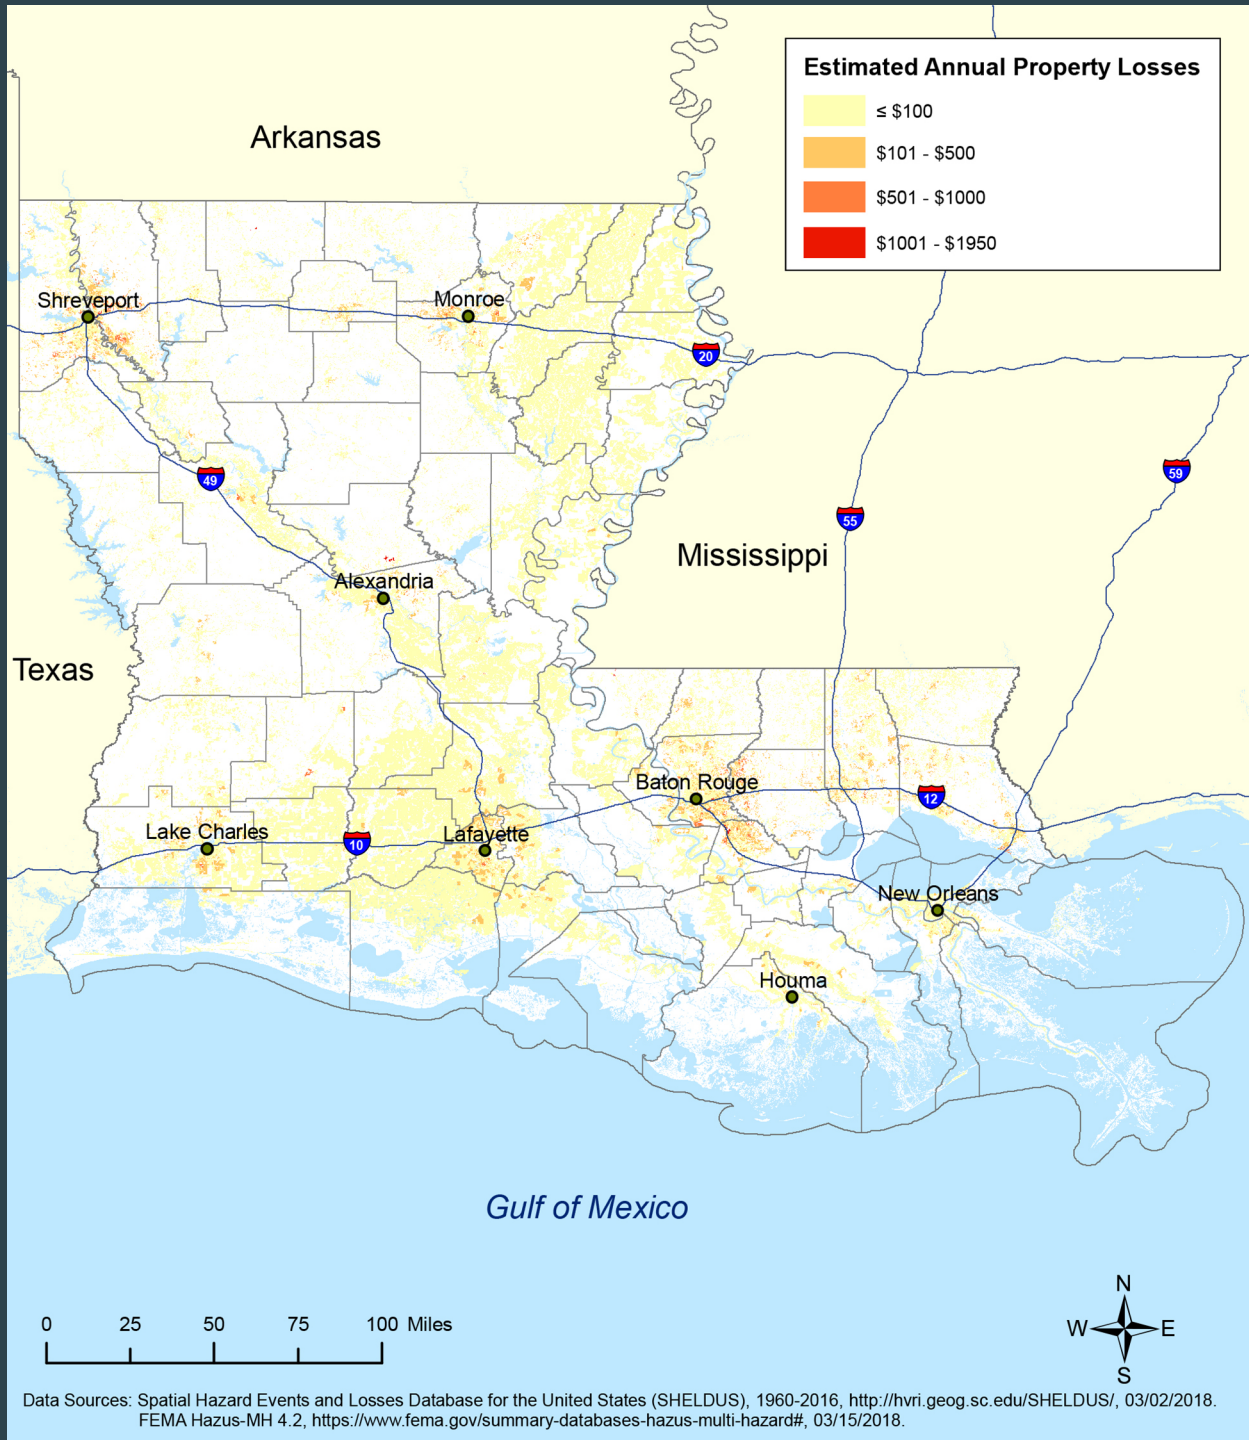 Estimated Annual Property Losses
≤ $100
$101 - $500
$501 - $1000
$1001 - $1950
Arkansas
Shreveport
Monroe
20
49
59
55
Mississippi
Alexandria
Texas
Baton Rouge
12
Lake Charles
10
Lafayette
New Orleans
Houma
Gulf of Mexico
N
W E
S
0 25 50 75 100 Miles
Data Sources: Spatial Hazard Events and Losses Database for the United States (SHELDUS), 1960-2016, http://hvri.geog.sc.edu/SHELDUS/, 03/02/2018.
FEMA Hazus-MH 4.2, https://www.fema.gov/summary-databases-hazus-multi-hazard#, 03/15/2018.